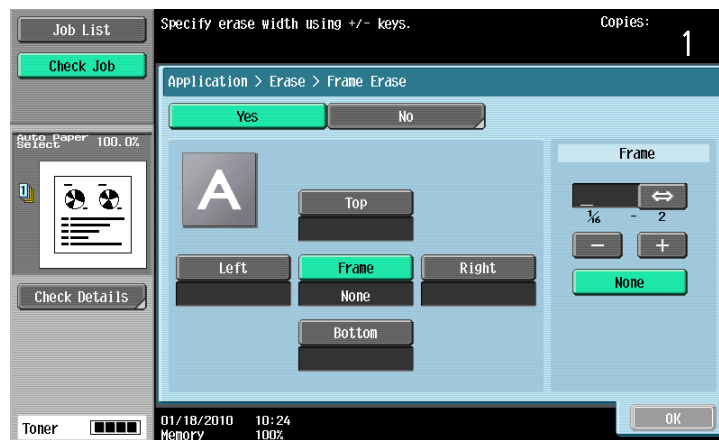 Job List
Check Job
Specify erase width using +/- keys.
Copies:
1
Application > Erase > Frame Erase
Yes
No
Auto Paper
Select
100.0%
1
A
Top
Left
Frame
Right
None
Bottom
Frame
_
⇔
1/16 - 2
− +
None
Check Details
Toner
01/18/2010 10:24
Memory 100%
OK